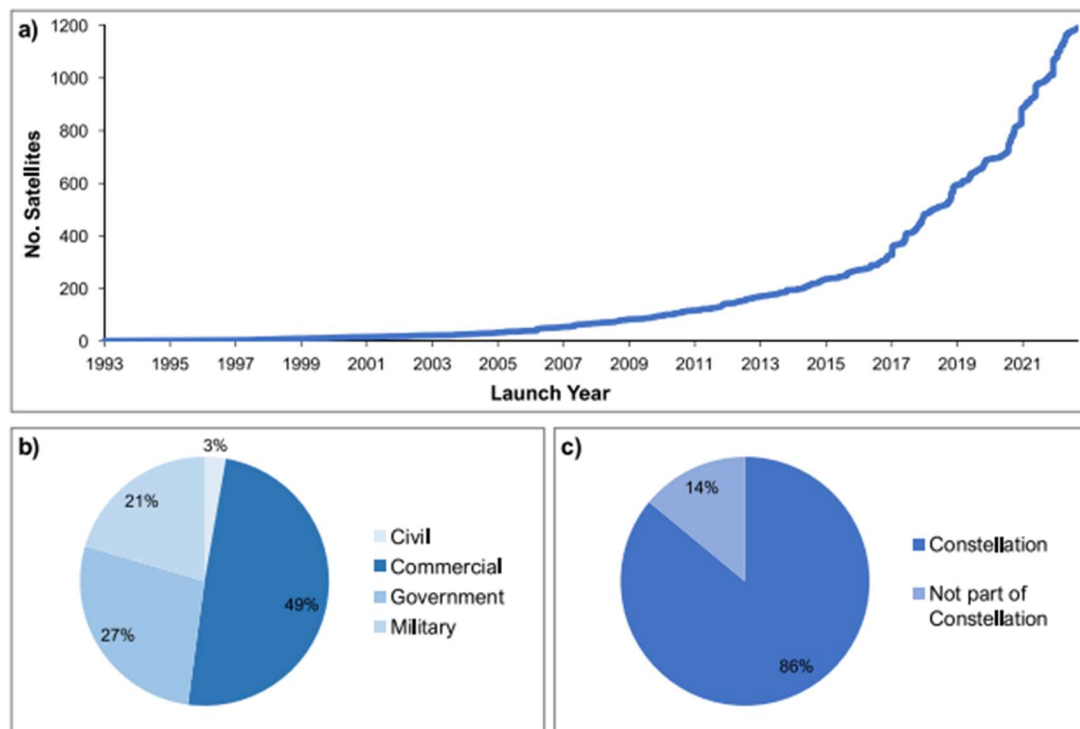 a)
1200
1000
800
600
400
200
0
No. Satellites
1993 1995 1997 1999 2001 2003 2005 2007 2009 2011 2013 2015 2017 2019 2021
Launch Year
b)
3%
21%
49%
27%
Civil
Commercial
Government
Military
c)
14%
86%
Constellation
Not part of
Constellation